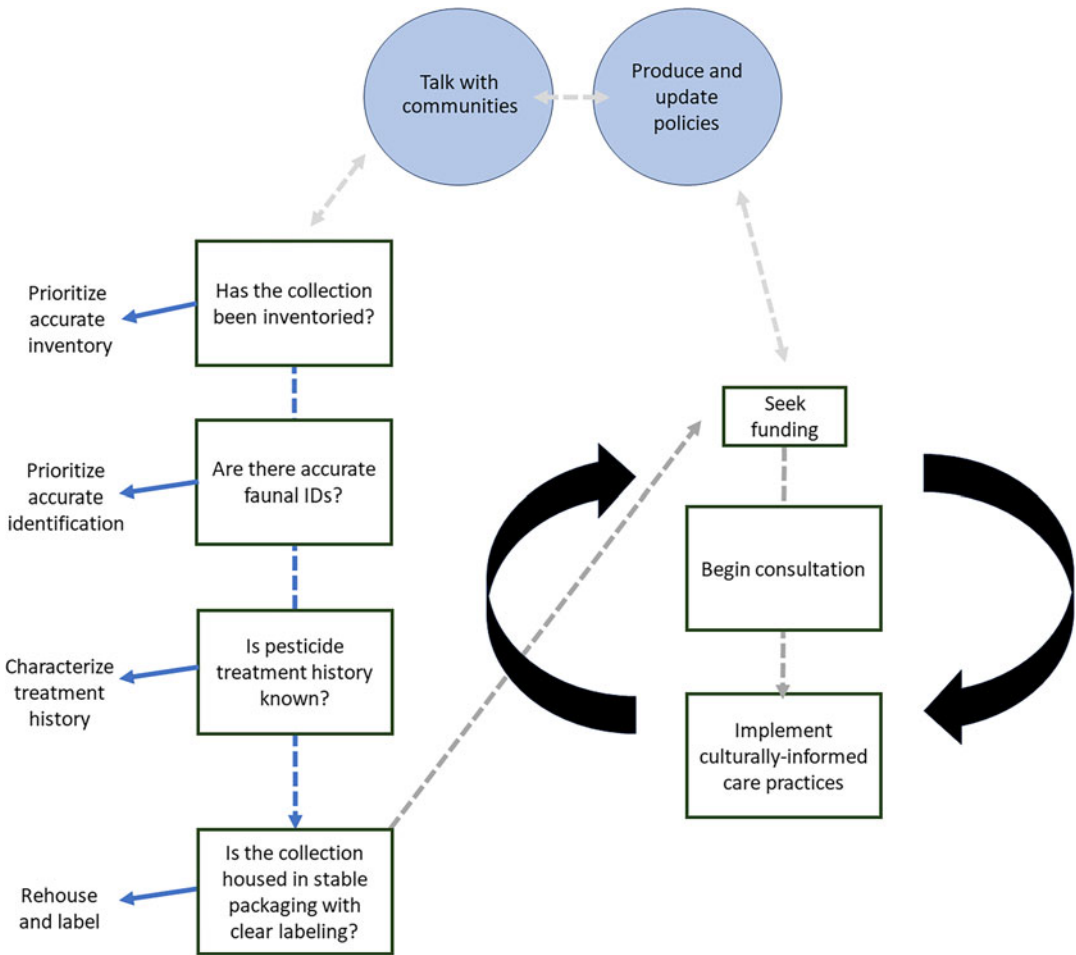 Talk with
communities
Produce and
update
policies
Has the collection
been inventoried?
Prioritize
accurate
inventory
Are there accurate
faunal IDs?
Prioritize
accurate
identification
Is pesticide
treatment history
known?
Characterize
treatment
history
Is the collection
housed in stable
packaging with
clear labeling?
Rehouse
and label
Seek
funding
Begin consultation
Implement
culturally-informed
care practices